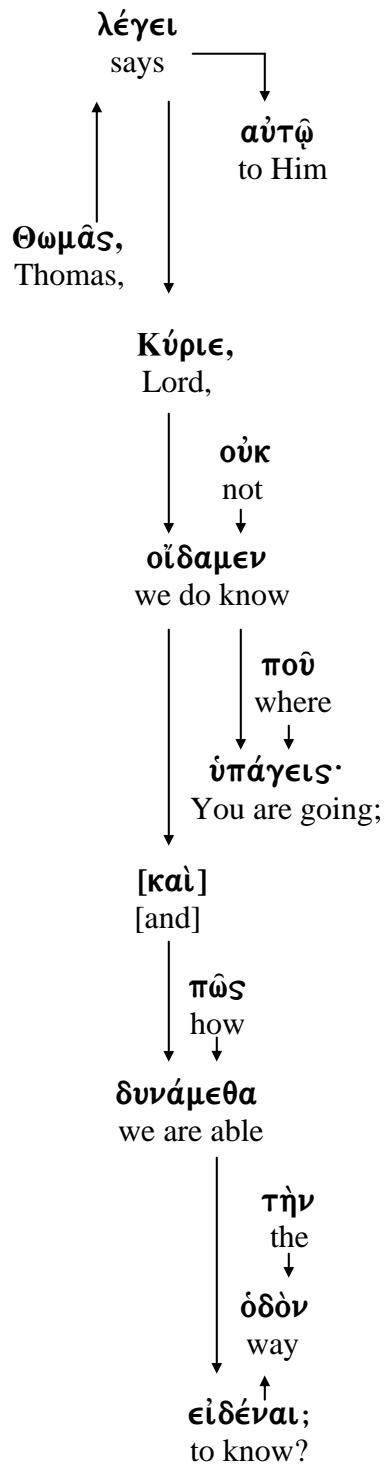 λέγει
says
αὐτῷ
to Him
Θωμᾶς,
Thomas,
Κύριε,
Lord,
οὐκ
not
οἴδαμεν
we do know
ποῦ
where
ὑπάγεις·
You are going;
[καὶ]
[and]
πῶς
how
δυνάμεθα
we are able
τὴν
the
ὁδὸν
way
εἰδέναι;
to know?